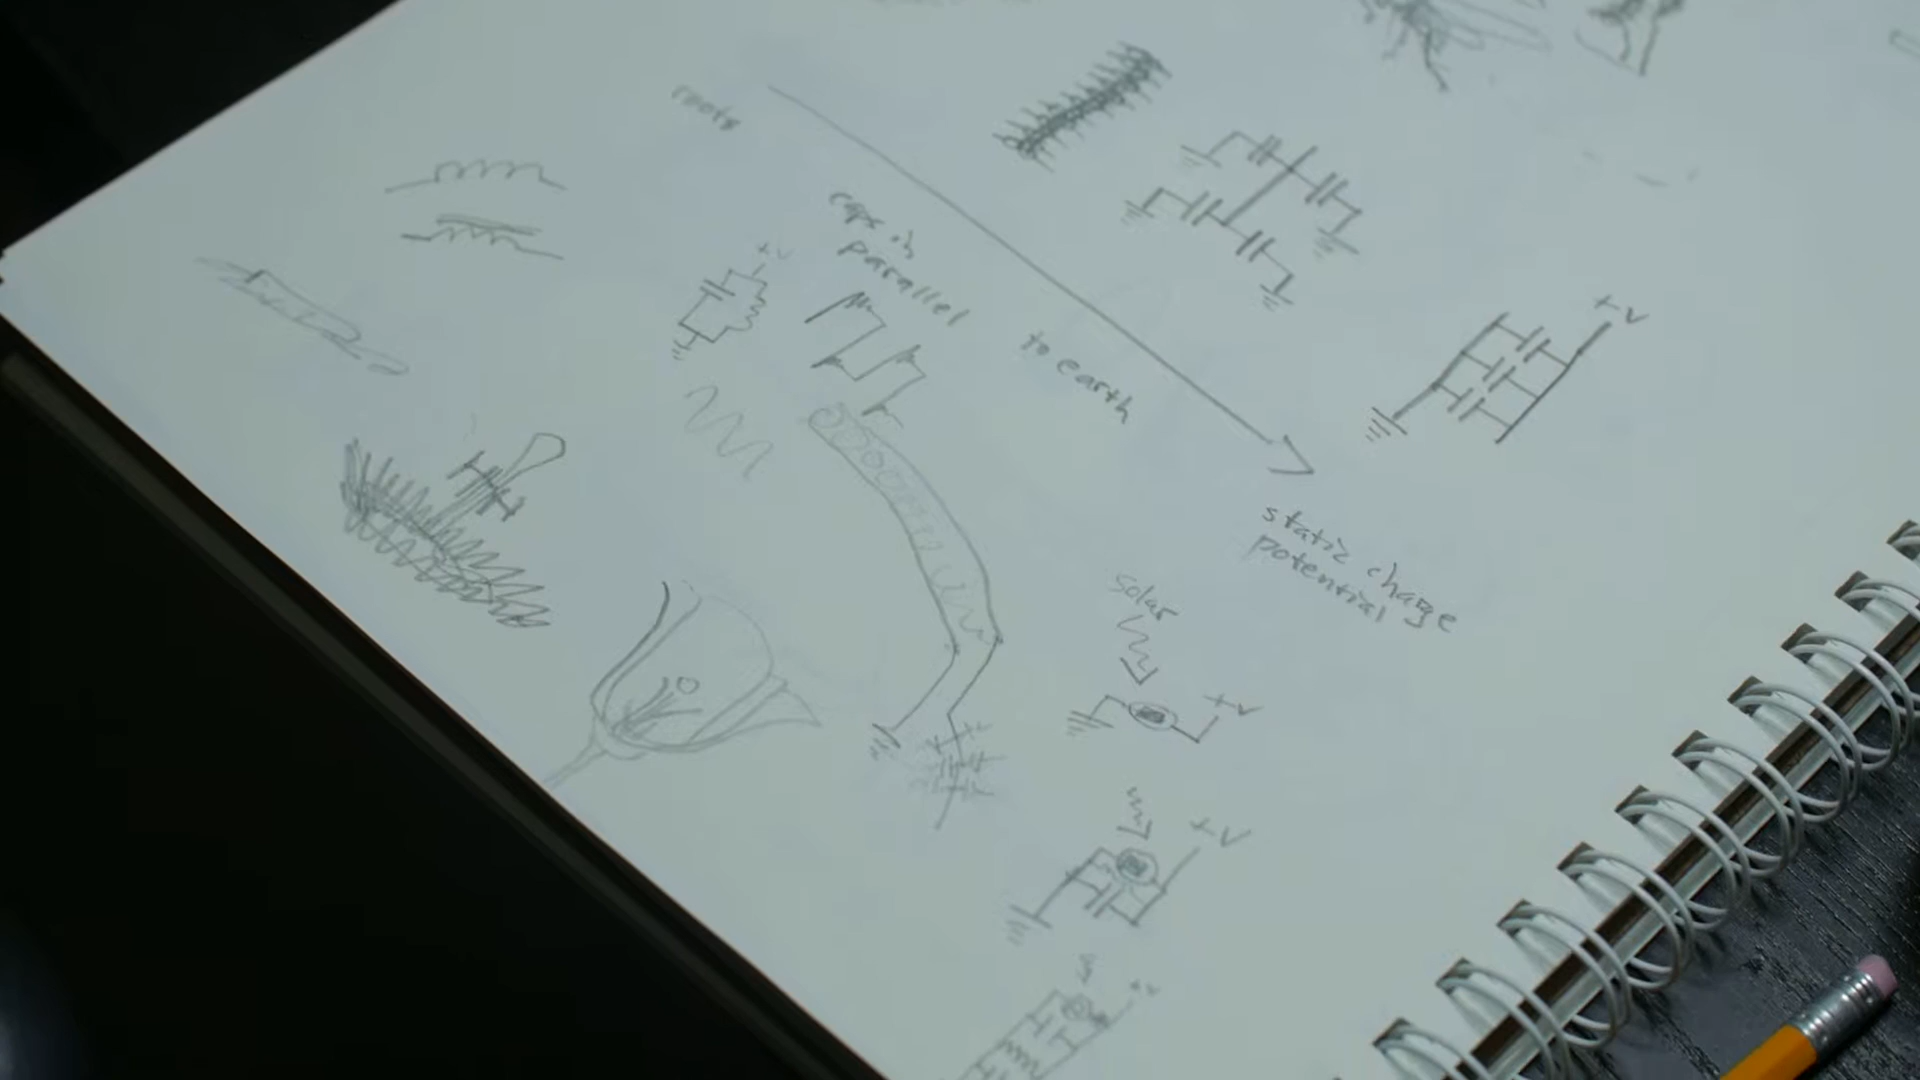 roots
caps in
parallel
to earth
+V
+V
static charge
potential
solar
+V
+V
+V